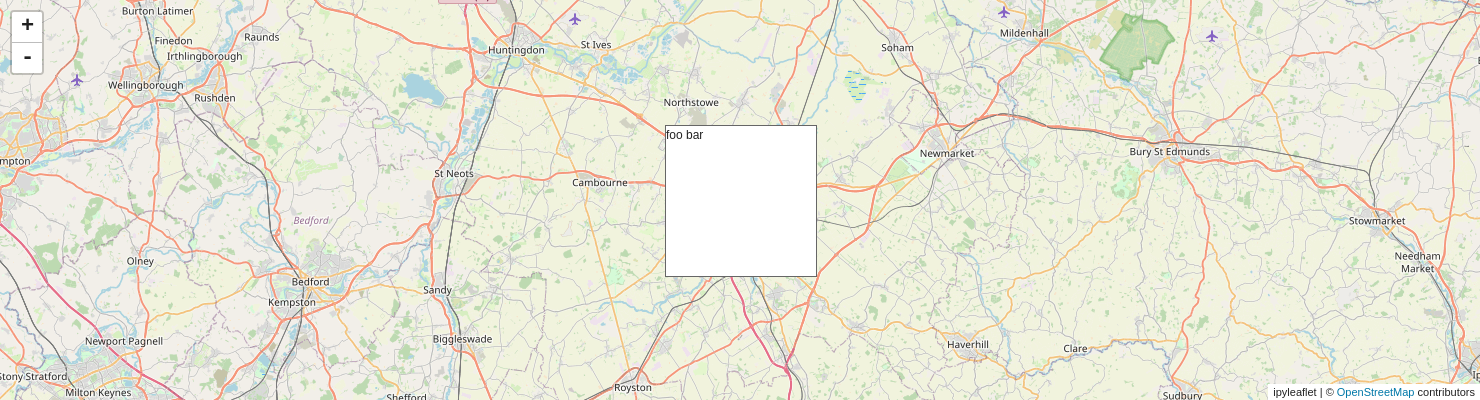 Burton Latimer
Finedon
Raunds
Irthlingborough
Wellingborough
Rushden
Huntingdon
St Ives
Soham
Mildenhall
Northstowe
foo bar
Newmarket
Bury St Edmunds
St Neots
Cambourne
Bedford
Stowmarket
Olney
Needham
Market
Bedford
Kempston
Sandy
Newport Pagnell
Biggleswade
Haverhill
Clare
Stony Stratford
Milton Keynes
Royston
Shefford
Sudbury
+
-
ipyleaflet | © OpenStreetMap contributors